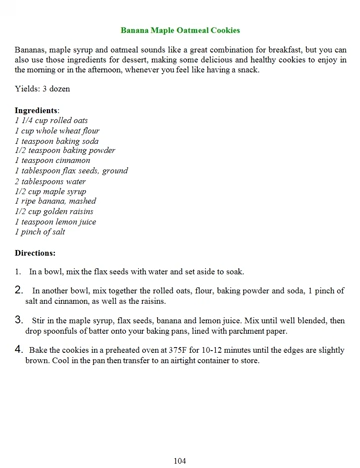 Banana Maple Oatmeal Cookies
Bananas, maple syrup and oatmeal sounds like a great combination for breakfast, but you can
also use those ingredients for dessert, making some delicious and healthy cookies to enjoy in
the morning or in the afternoon, whenever you feel like having a snack.
Yields: 3 dozen
Ingredients:
1 1/4 cup rolled oats
1 cup whole wheat flour
1 teaspoon baking soda
1/2 teaspoon baking powder
1 teaspoon cinnamon
1 tablespoon flax seeds, ground
2 tablespoons water
1/2 cup maple syrup
1 ripe banana, mashed
1/2 cup golden raisins
1 teaspoon lemon juice
1 pinch of salt
Directions:
1. In a bowl, mix the flax seeds with water and set aside to soak.
2. In another bowl, mix together the rolled oats, flour, baking powder and soda, 1 pinch of
salt and cinnamon, as well as the raisins.
3. Stir in the maple syrup, flax seeds, banana and lemon juice. Mix until well blended, then
drop spoonfuls of batter onto your baking pans, lined with parchment paper.
4. Bake the cookies in a preheated oven at 375F for 10-12 minutes until the edges are slightly
brown. Cool in the pan then transfer to an airtight container to store.
104